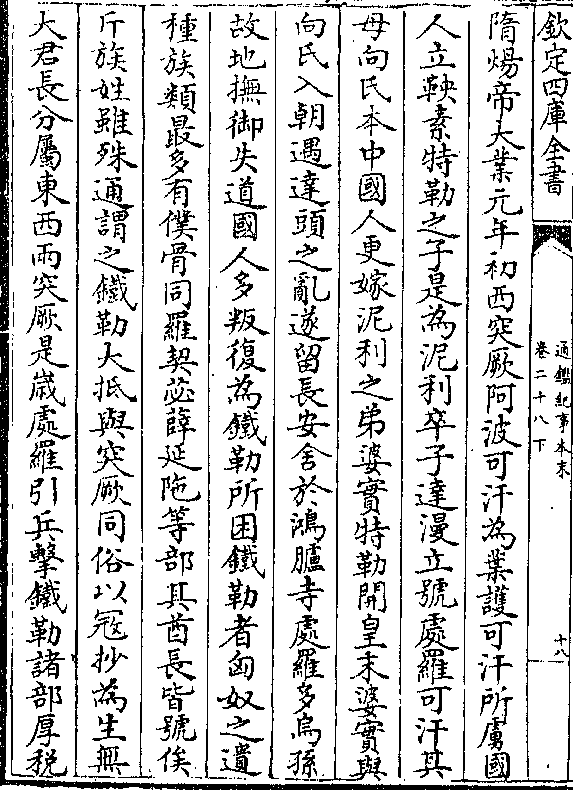 欽定四庫全書
通鑑紀事本末
卷二十八下
十八
隋煬帝大業元年初西突厥阿波可汗為葉護可汗所虜國
人立鞅素特勒之子是為泥利卒子達漫立號處羅可汗其
母向氏本中國人更嫁泥利之弟婆實特勒開皇末婆實與
向氏入朝遇達頭之亂遂留長安舍於鴻臚寺處羅多烏孫
故地撫御失道國人多叛復為鐵勒所困鐵勒者匈奴之遺
種族類最多有僕骨同羅契苾薛延陁等部其酋長皆號俟
斤族姓雖殊通謂之鐵勒大抵與突厥同俗以冦抄為生無
大君長分屬東西兩突厥是歲處羅引兵擊鐵勒諸部厚稅